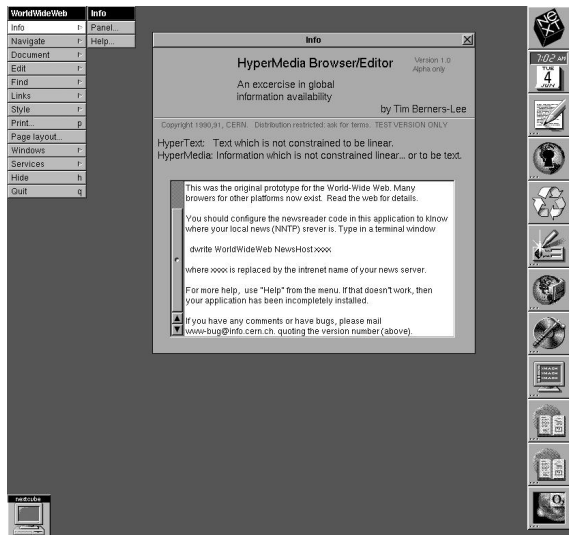 WorldWideWeb
Info
Navigate
Document
Edit
Find
Links
Style
Print... p
Page layout...
Windows
Services
Hide h
Quit q
Info
Panel...
Help...
Info
HyperMedia Browser/Editor
Version 1.0
Alpha only
An excercise in global
information availability
by Tim Berners-Lee
Copyright 1990,91, CERN. Distribution restricted: ask for terms. TEST VERSION ONLY
HyperText: Text which is not constrained to be linear.
HyperMedia: Information which is not constrained linear... or to be text.
This was the original prototype for the World-Wide Web. Many
browers for other platforms now exist. Read the web for details.
You should configure the newsreader code in this application to klnow
where your local news (NNTP) srever is. Type in a terminal window
dwrite WorldWideWeb NewsHost xxxx
where xxxx is replaced by the intrenet name of your news server.
For more help, use "Help" from the menu. If that doesn't work, then
your application has been incompletely installed.
If you have any comments or have bugs, please mail
www-bug@info.cern.ch. quoting the version number (above).
NeXT
7:02 AM
TUE
4
JUN
nextcube